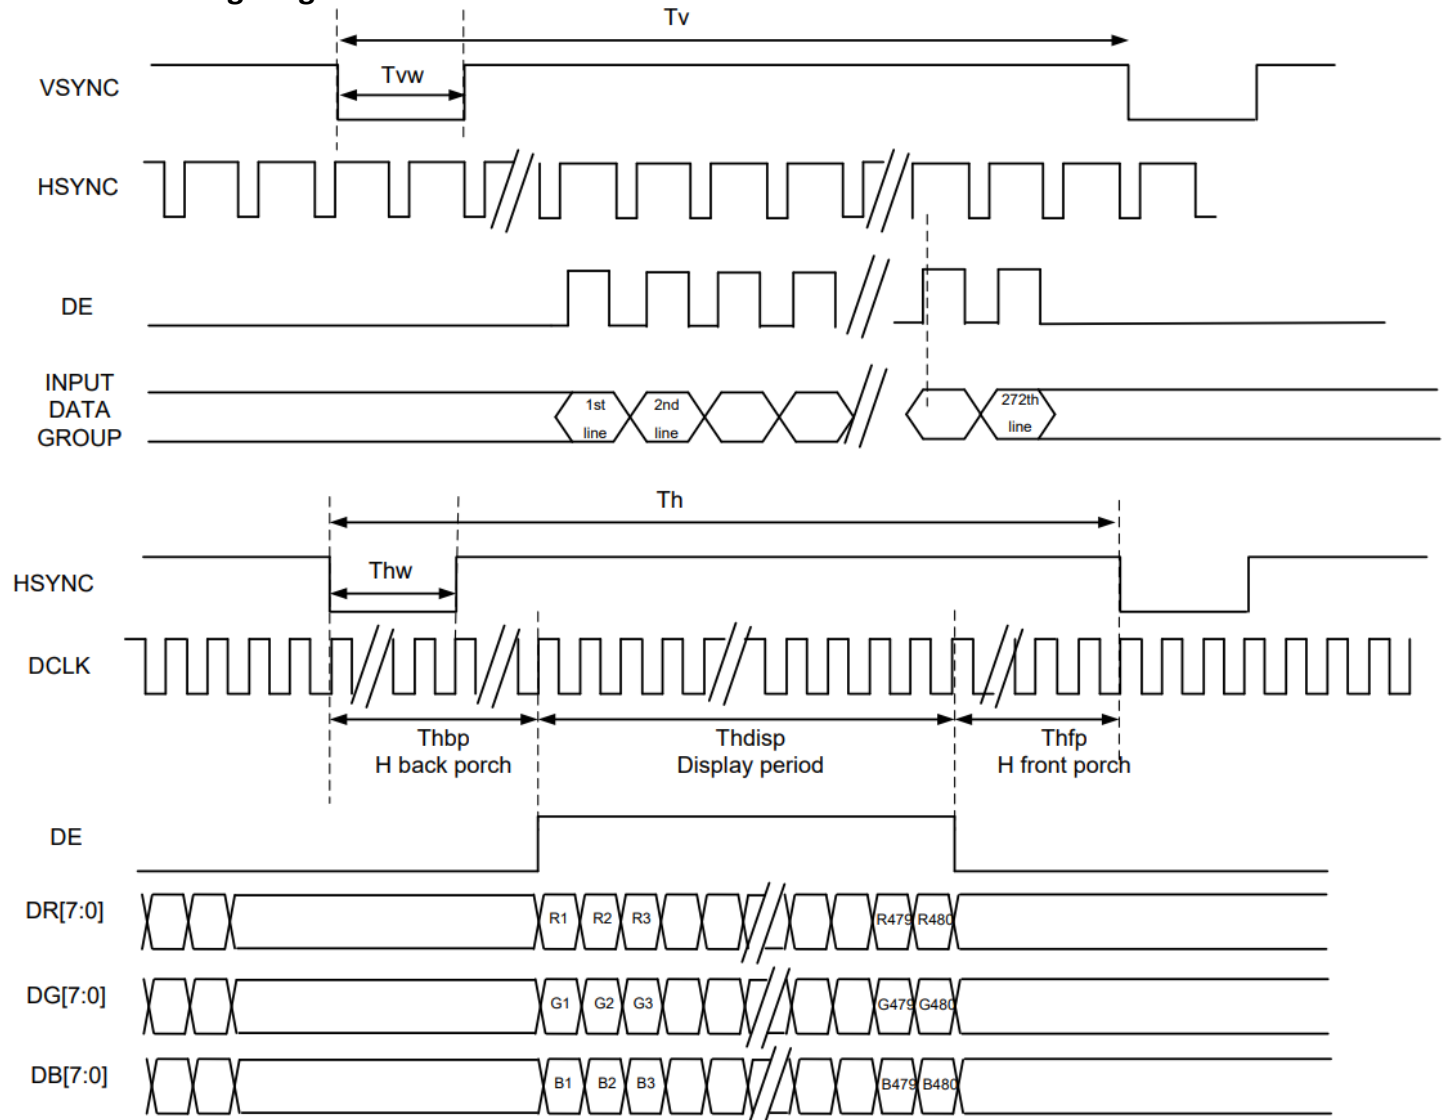 Tv
Tvw
VSYNC
HSYNC
DE
INPUT
DATA
GROUP
1st
line
2nd
line
272th
line
Th
Thw
HSYNC
DCLK
Thbp
H back porch
Thdisp
Display period
Thfp
H front porch
DE
DR[7:0]
R1 R2 R3 R479 R480
DG[7:0]
G1 G2 G3 G479 G480
DB[7:0]
B1 B2 B3 B479 B480